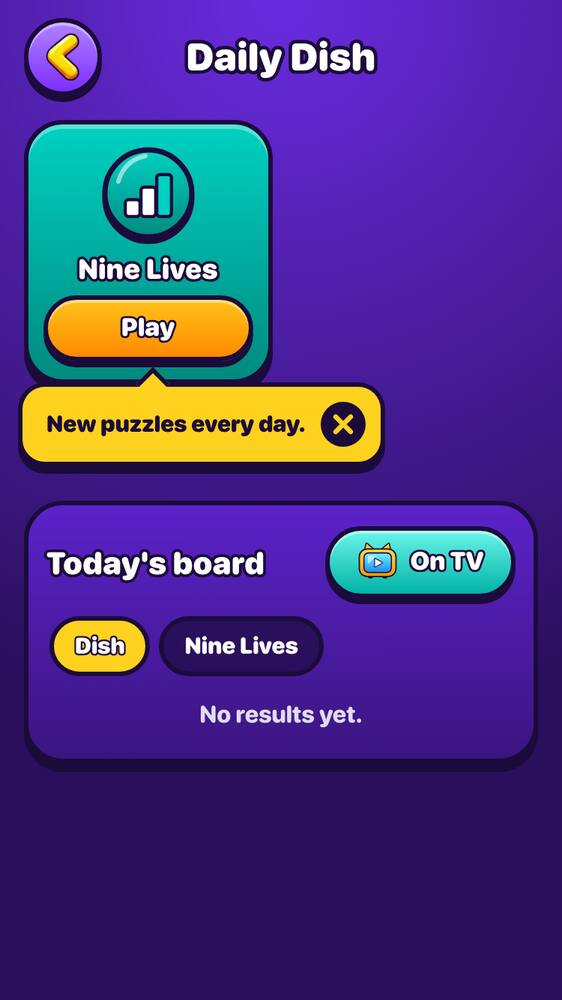 Daily Dish
Nine Lives
Play
New puzzles every day.
Today's board
On TV
Dish
Nine Lives
No results yet.